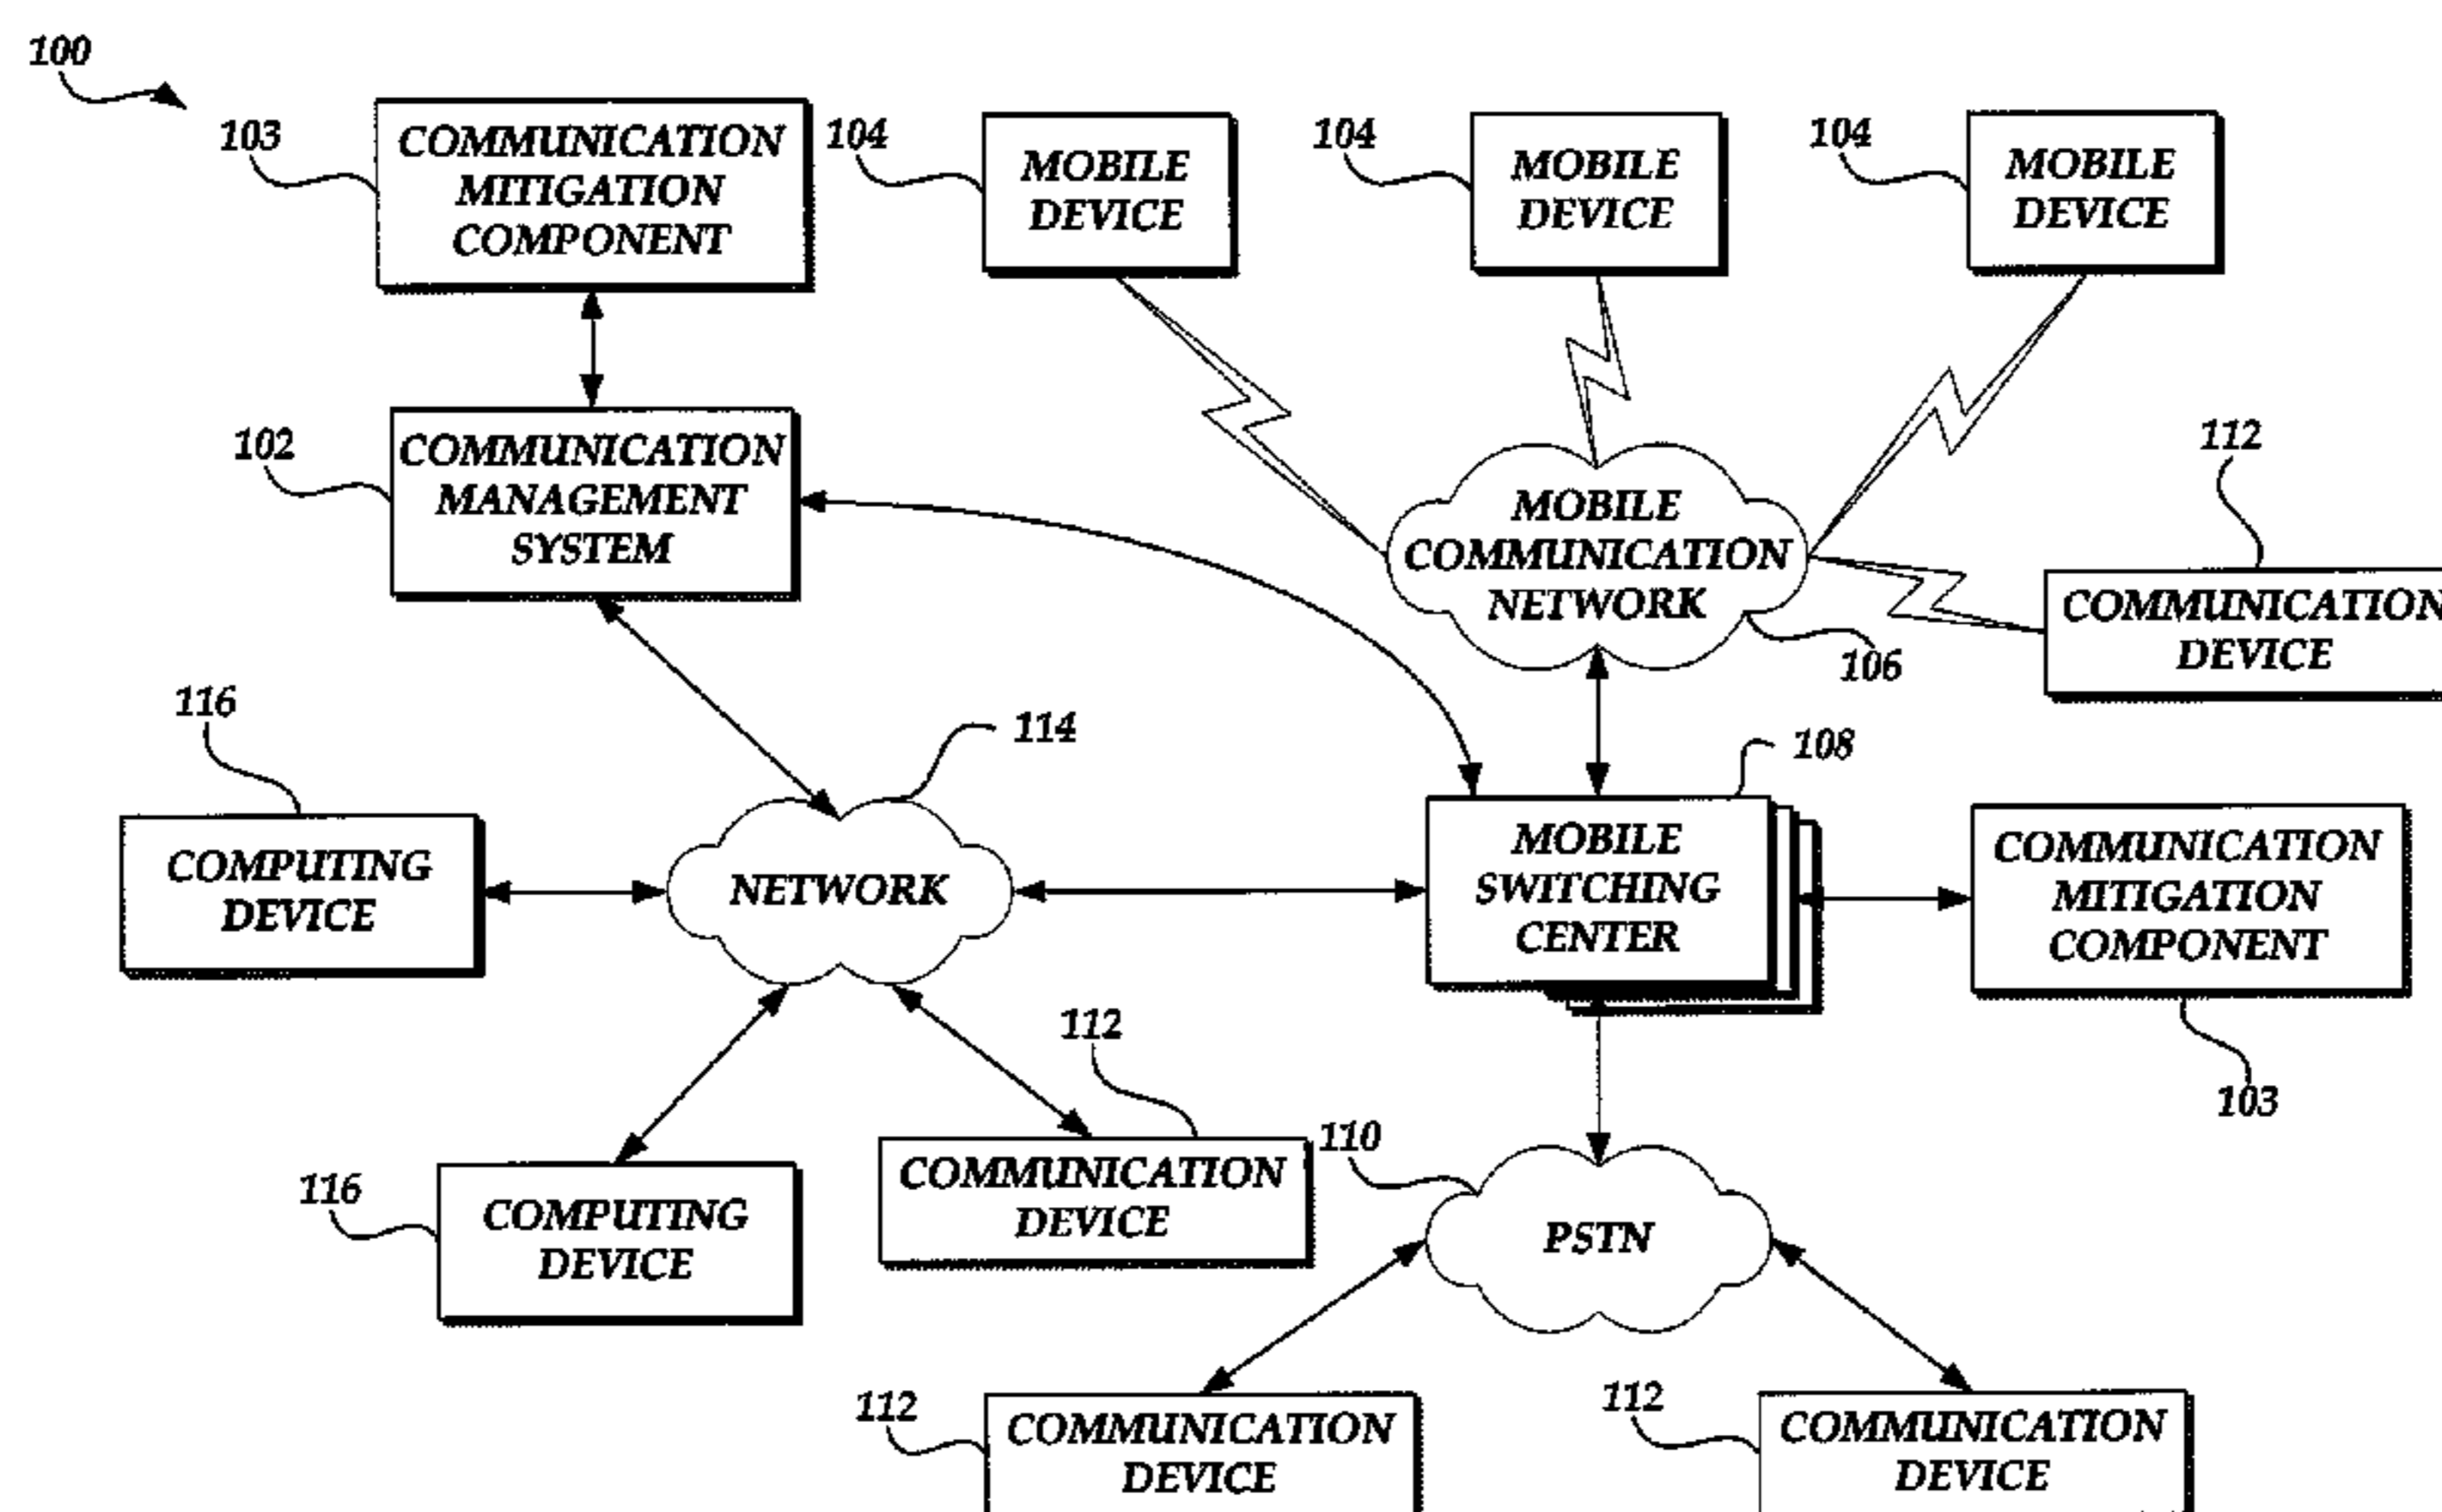 100
103
COMMUNICATION
MITIGATION
COMPONENT
104
MOBILE
DEVICE
104
MOBILE
DEVICE
104
MOBILE
DEVICE
102
COMMUNICATION
MANAGEMENT
SYSTEM
MOBILE
COMMUNICATION
NETWORK
106
112
COMMUNICATION
DEVICE
116
COMPUTING
DEVICE
114
NETWORK
108
MOBILE
SWITCHING
CENTER
COMMUNICATION
MITIGATION
COMPONENT
103
116
COMPUTING
DEVICE
112
COMMUNICATION
DEVICE
110
PSTN
112
COMMUNICATION
DEVICE
112
COMMUNICATION
DEVICE